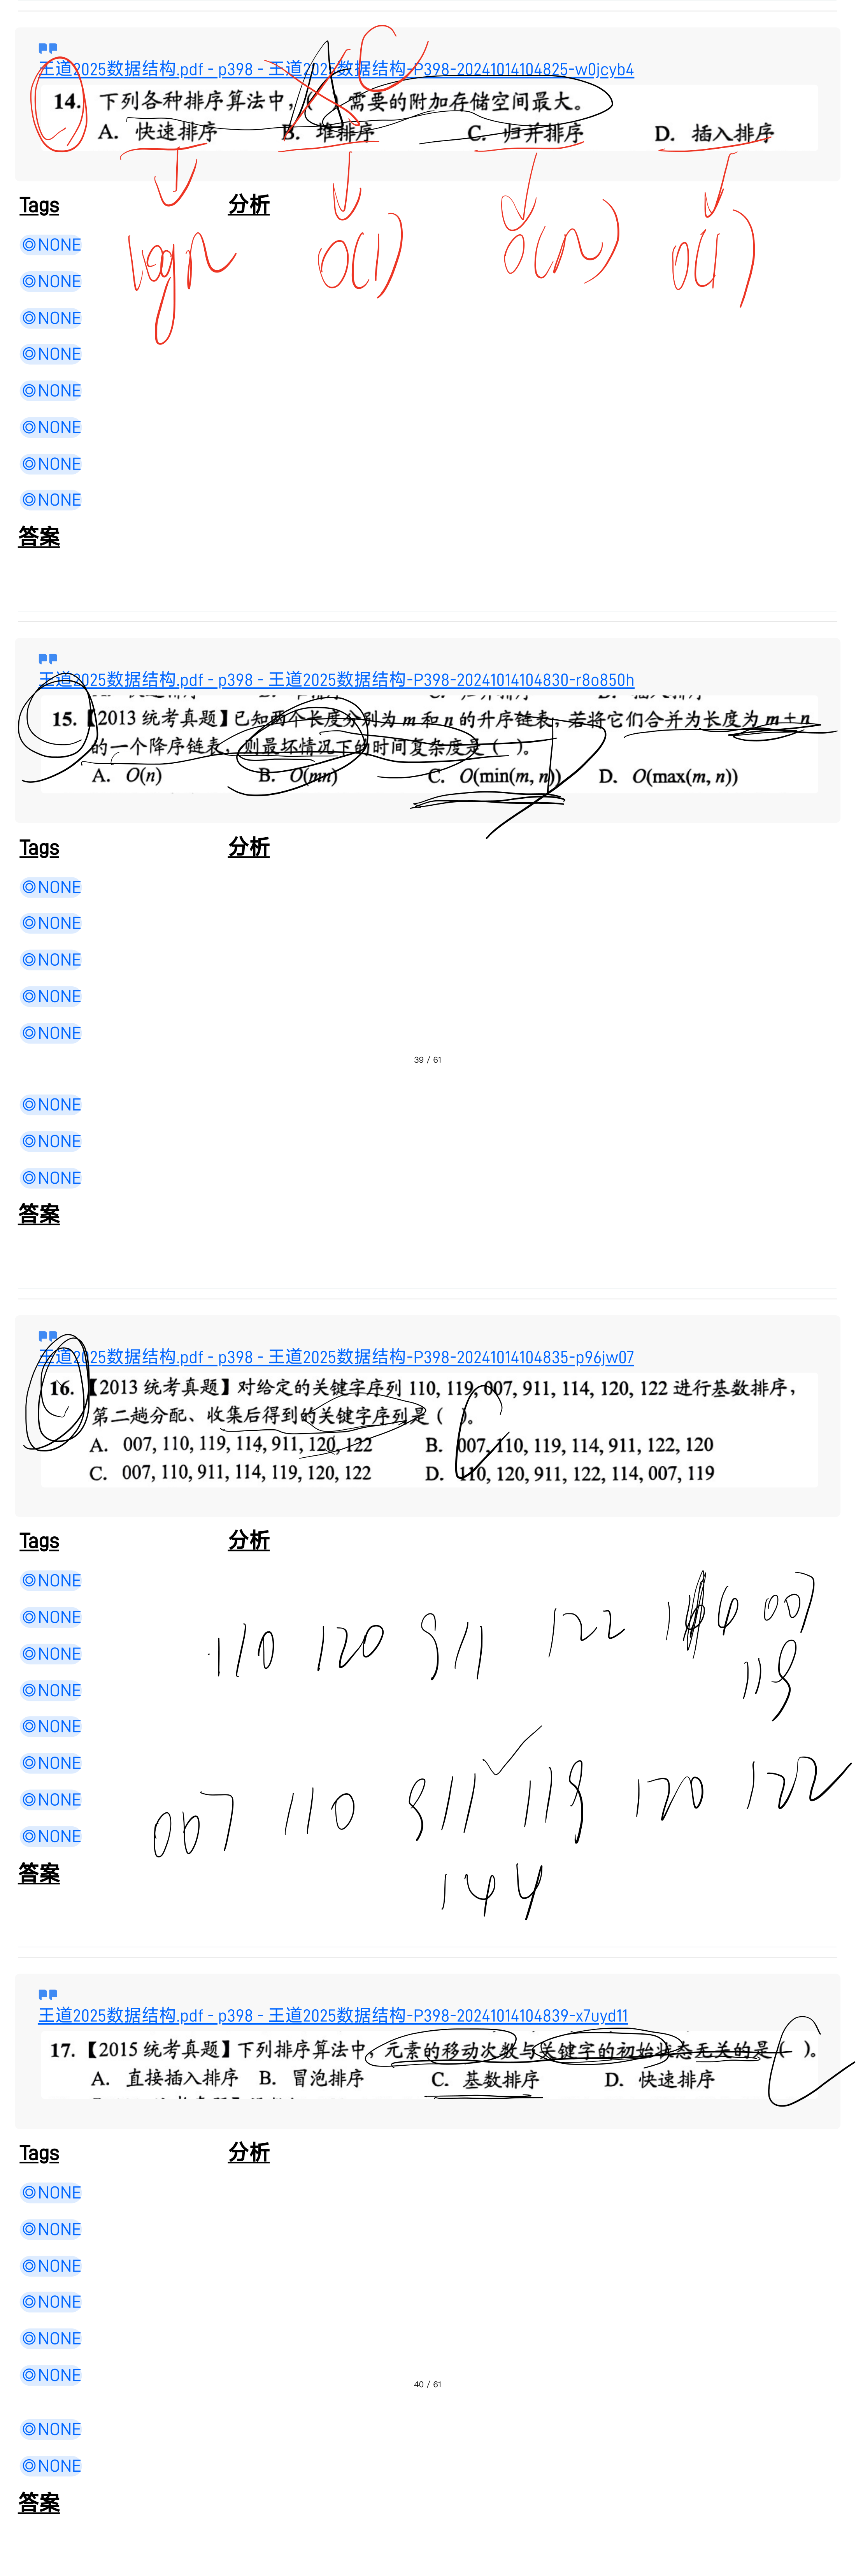 王道2025数据结构.pdf - p398 - 王道2025数据结构-P398-20241014104825-w0jcyb4
14. 下列各种排序算法中，（ ）需要的附加存储空间最大。
A. 快速排序 B. 堆排序 C. 归并排序 D. 插入排序
Tags 分析
logn O(1) O(n) O(1)
NONE
NONE
NONE
NONE
NONE
NONE
NONE
NONE
答案
王道2025数据结构.pdf - p398 - 王道2025数据结构-P398-20241014104830-r8o850h
15.【2013 统考真题】已知两个长度分别为 m 和 n 的升序链表，若将它们合并为长度为 m + n
的一个降序链表，则最坏情况下的时间复杂度是（ ）。
A. O(n) B. O(mn) C. O(min(m, n)) D. O(max(m, n))
Tags 分析
NONE
NONE
NONE
NONE
NONE
39 / 61
NONE
NONE
NONE
答案
王道2025数据结构.pdf - p398 - 王道2025数据结构-P398-20241014104835-p96jw07
16.【2013 统考真题】对给定的关键字序列 110, 119, 007, 911, 114, 120, 122 进行基数排序，
第二趟分配、收集后得到的关键字序列是（ ）。
A. 007, 110, 119, 114, 911, 120, 122 B. 007, 110, 119, 114, 911, 122, 120
C. 007, 110, 911, 114, 119, 120, 122 D. 110, 120, 911, 122, 114, 007, 119
Tags 分析
NONE
NONE
110 120 911 122 007
NONE
119
NONE
NONE
NONE
NONE
007 110 911 119 120 122
NONE
答案
144
王道2025数据结构.pdf - p398 - 王道2025数据结构-P398-20241014104839-x7uyd11
17.【2015 统考真题】下列排序算法中，元素的移动次数与关键字的初始状态无关的是（ ）。
A. 直接插入排序 B. 冒泡排序 C. 基数排序 D. 快速排序
Tags 分析
NONE
NONE
NONE
NONE
NONE
NONE
40 / 61
NONE
NONE
答案